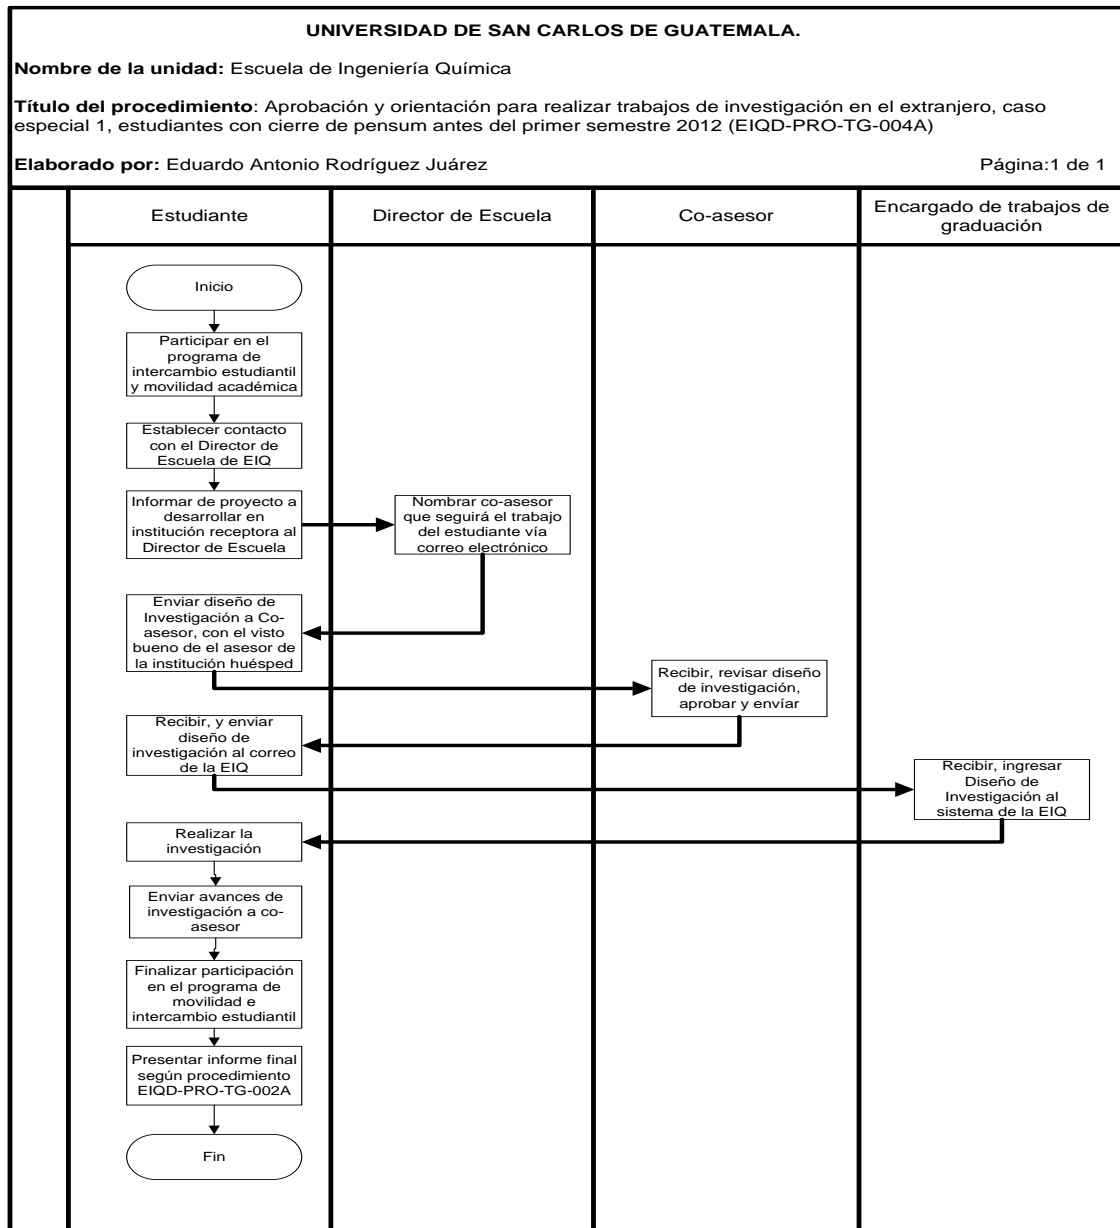 UNIVERSIDAD DE SAN CARLOS DE GUATEMALA.
Nombre de la unidad: Escuela de Ingeniería Química
Título del procedimiento: Aprobación y orientación para realizar trabajos de investigación en el extranjero, caso
especial 1, estudiantes con cierre de pensum antes del primer semestre 2012 (EIQD-PRO-TG-004A)
Elaborado por: Eduardo Antonio Rodríguez Juárez
Página:1 de 1
Estudiante
Director de Escuela
Co-asesor
Encargado de trabajos de
graduación
Inicio
Participar en el
programa de
intercambio estudiantil
y movilidad académica
Establecer contacto
con el Director de
Escuela de EIQ
Informar de proyecto a
desarrollar en
institución receptora al
Director de Escuela
Nombrar co-asesor
que seguirá el trabajo
del estudiante vía
correo electrónico
Enviar diseño de
Investigación a Co-
asesor, con el visto
bueno de el asesor de
la institución huésped
Recibir, revisar diseño
de investigación,
aprobar y envíar
Recibir, y enviar
diseño de
investigación al correo
de la EIQ
Recibir, ingresar
Diseño de
Investigación al
sistema de la EIQ
Realizar la
investigación
Enviar avances de
investigación a co-
asesor
Finalizar participación
en el programa de
movilidad e
intercambio estudiantil
Presentar informe final
según procedimiento
EIQD-PRO-TG-002A
Fin